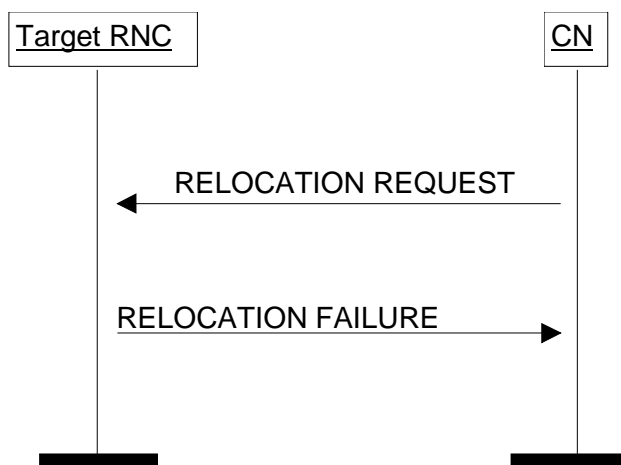 Target RNC
CN
RELOCATION REQUEST
RELOCATION FAILURE